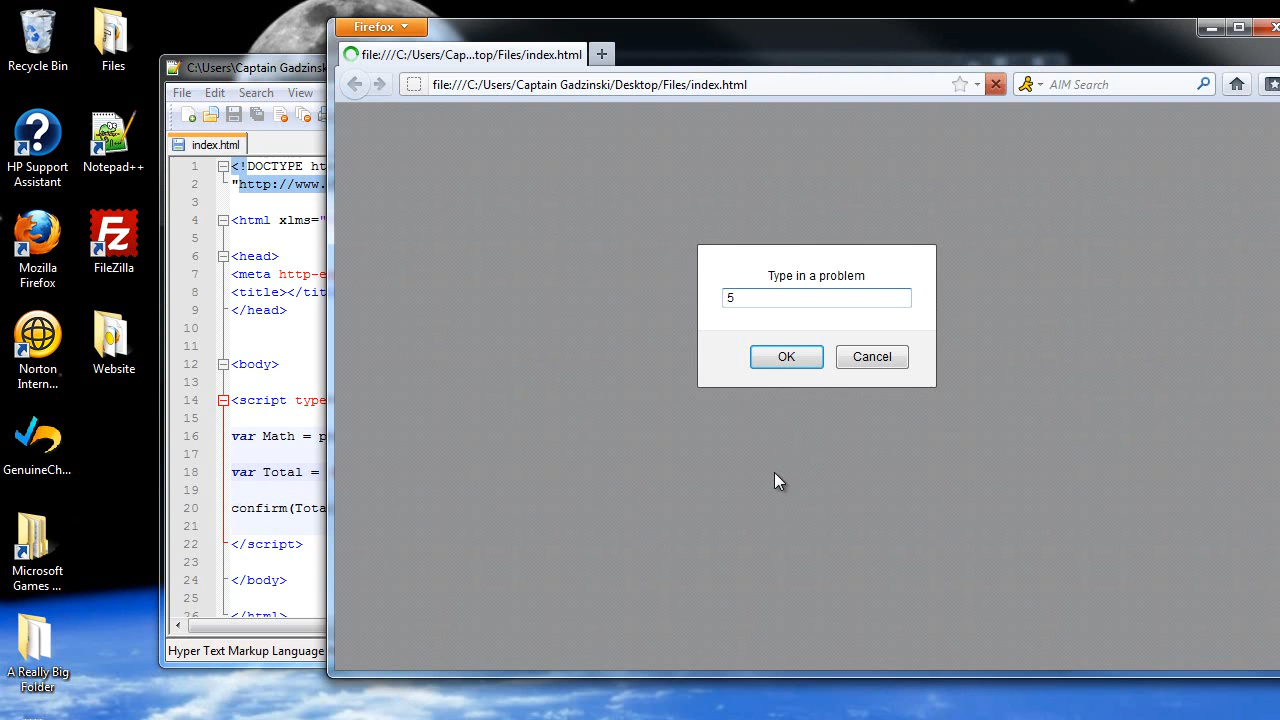 Recycle Bin
Files
HP Support
Assistant
Notepad++
Mozilla
Firefox
FileZilla
Norton
Intern...
Website
GenuineCh...
Microsoft
Games ...
A Really Big
Folder
C:\Users\Captain Gadzinsk
File Edit Search View
index.html
1 <!DOCTYPE ht
2 "http://www.
3
4 <html xlms="
5
6 <head>
7 <meta http-e
8 <title></tit
9 </head>
10
11
12 <body>
13
14 <script type
15
16 var Math = p
17
18 var Total =
19
20 confirm(Tota
21
22 </script>
23
24 </body>
25
26 </html>
Hyper Text Markup Language
Firefox
file:///C:/Users/Cap...top/Files/index.html
file:///C:/Users/Captain Gadzinski/Desktop/Files/index.html
AIM Search
Type in a problem
5
OK Cancel